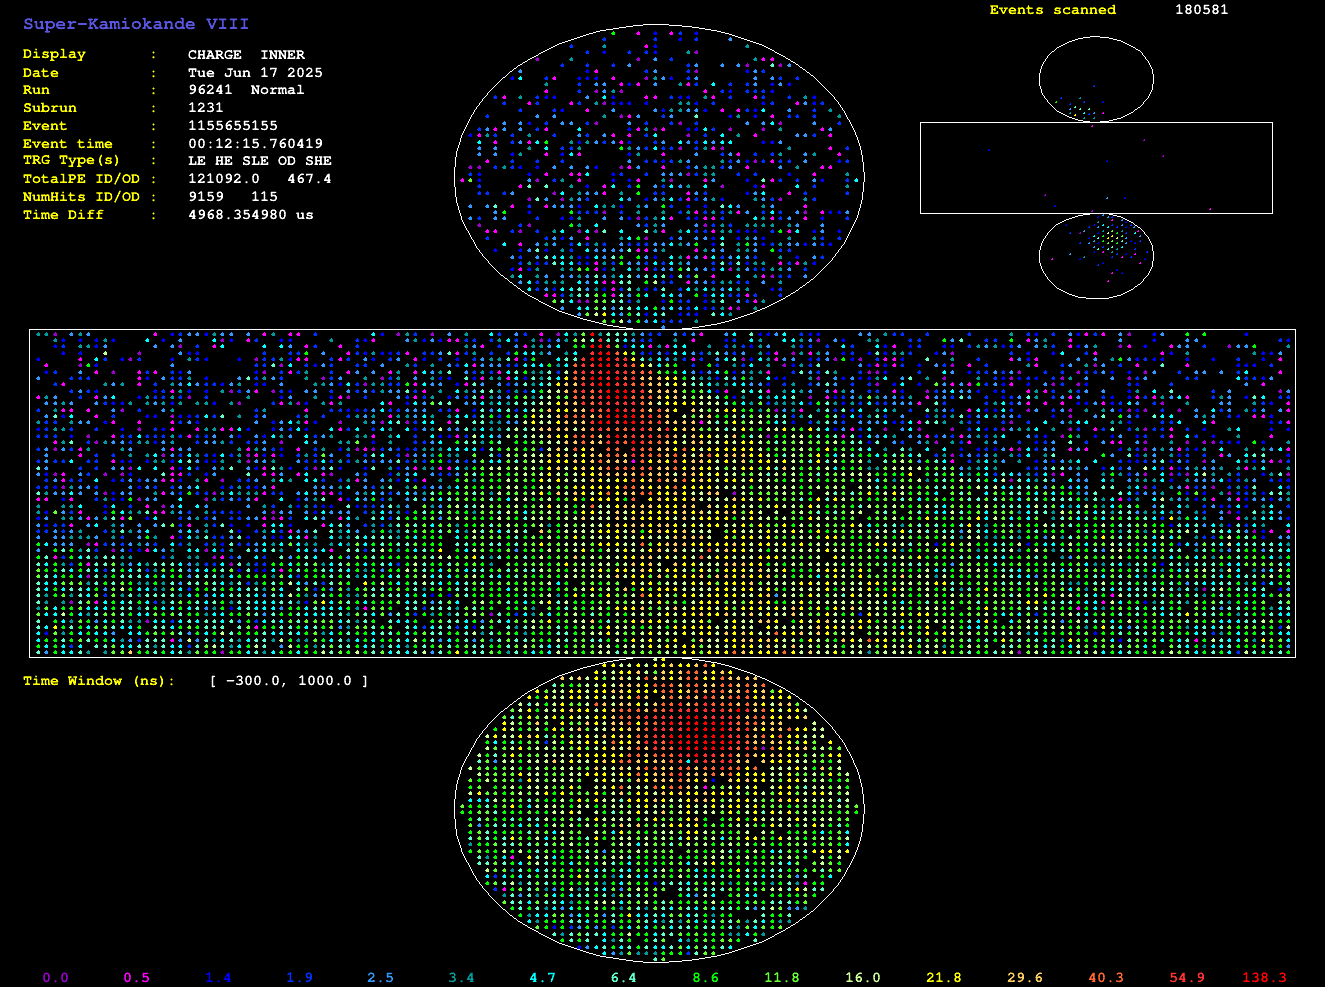 Super-Kamiokande VIII
Events scanned 180581
Display : CHARGE INNER
Date : Tue Jun 17 2025
Run : 96241 Normal
Subrun : 1231
Event : 1155655155
Event time : 00:12:15.760419
TRG Type(s) : LE HE SLE OD SHE
TotalPE ID/OD : 121092.0 467.4
NumHits ID/OD : 9159 115
Time Diff : 4968.354980 us
Time Window (ns): [ -300.0, 1000.0 ]
0.0 0.5 1.4 1.9 2.5 3.4 4.7 6.4 8.6 11.8 16.0 21.8 29.6 40.3 54.9 138.3